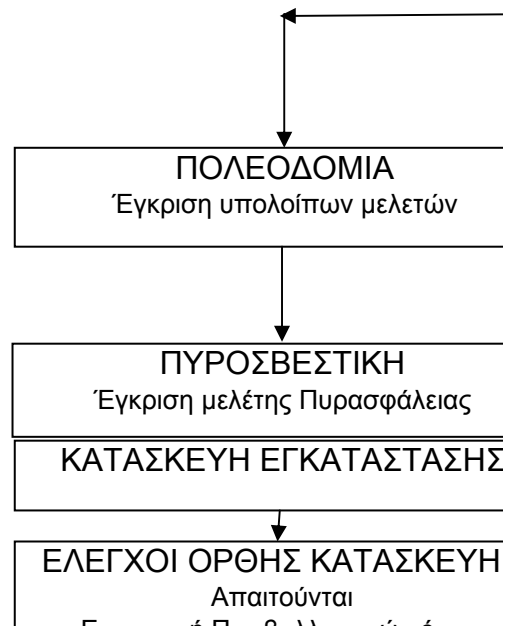 ΠΟΛΕΟΔΟΜΙΑ
Έγκριση υπολοίπων μελετών
ΠΥΡΟΣΒΕΣΤΙΚΗ
Έγκριση μελέτης Πυρασφάλειας
ΚΑΤΑΣΚΕΥΗ ΕΓΚΑΤΑΣΤΑΣΗΣ
ΕΛΕΓΧΟΙ ΟΡΘΗΣ ΚΑΤΑΣΚΕΥΗ
Απαιτούνται